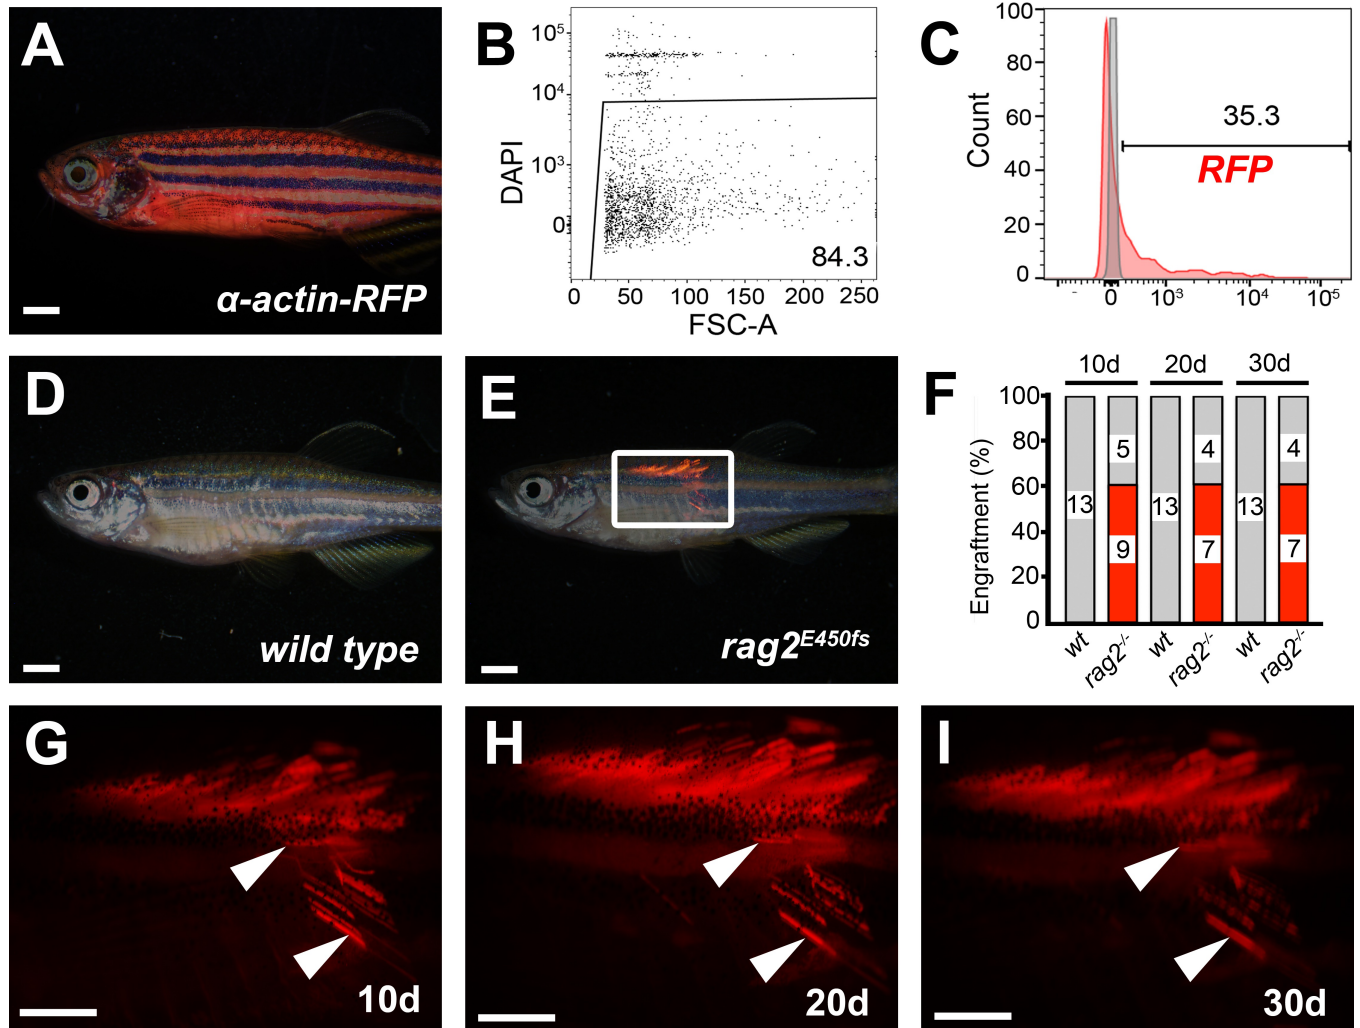 A
α-actin-RFP
B
DAPI
10⁵
10⁴
10³
0
84.3
0 50 100 150 200 250
FSC-A
C
Count
100
80
60
40
20
0
35.3
RFP
0 10³ 10⁴ 10⁵
D
wild type
E
rag2E450fs
F
10d 20d 30d
Engraftment (%)
100
80
60
40
20
0
5 4 4
13 13 13
9 7 7
wt rag2-/- wt rag2-/- wt rag2-/-
G
10d
H
20d
I
30d